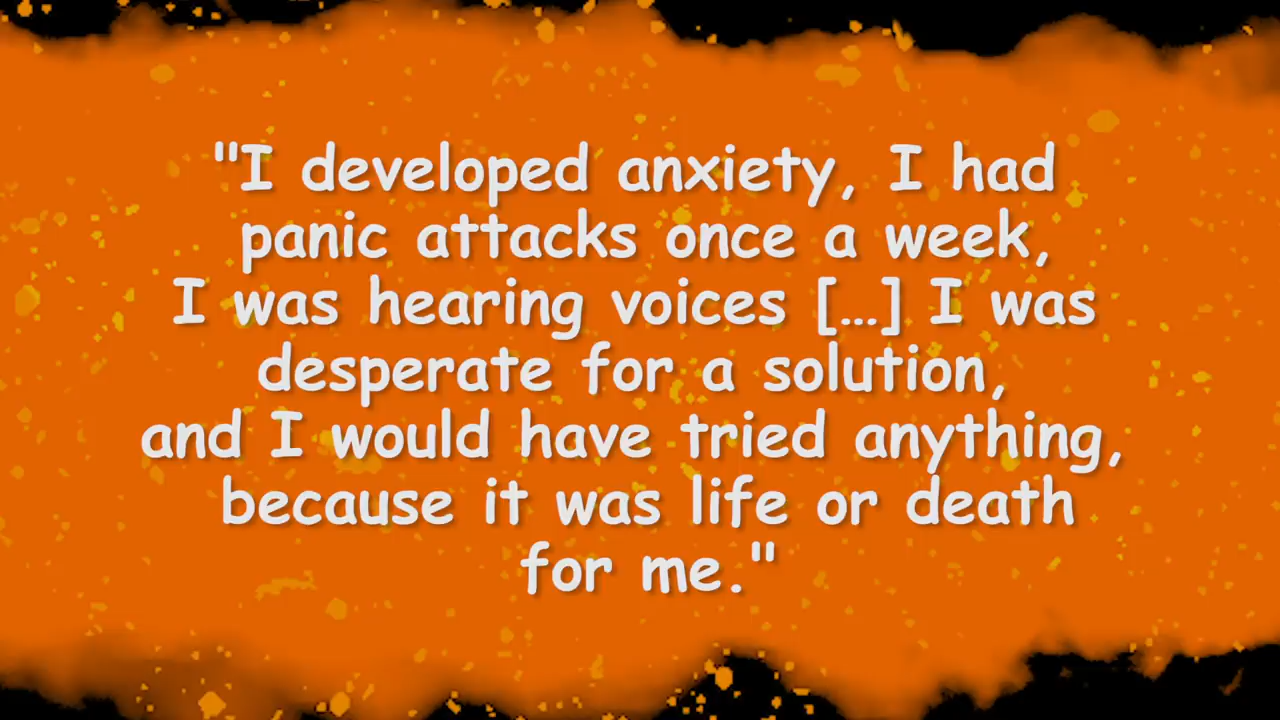 "I developed anxiety, I had
panic attacks once a week,
I was hearing voices […] I was
desperate for a solution,
and I would have tried anything,
because it was life or death
for me."